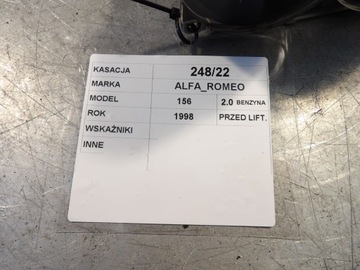 KASACJA 248/22
MARKA ALFA_ROMEO
MODEL 156 2.0 BENZYNA
ROK 1998 PRZED LIFT.
WSKAŹNIKI
INNE